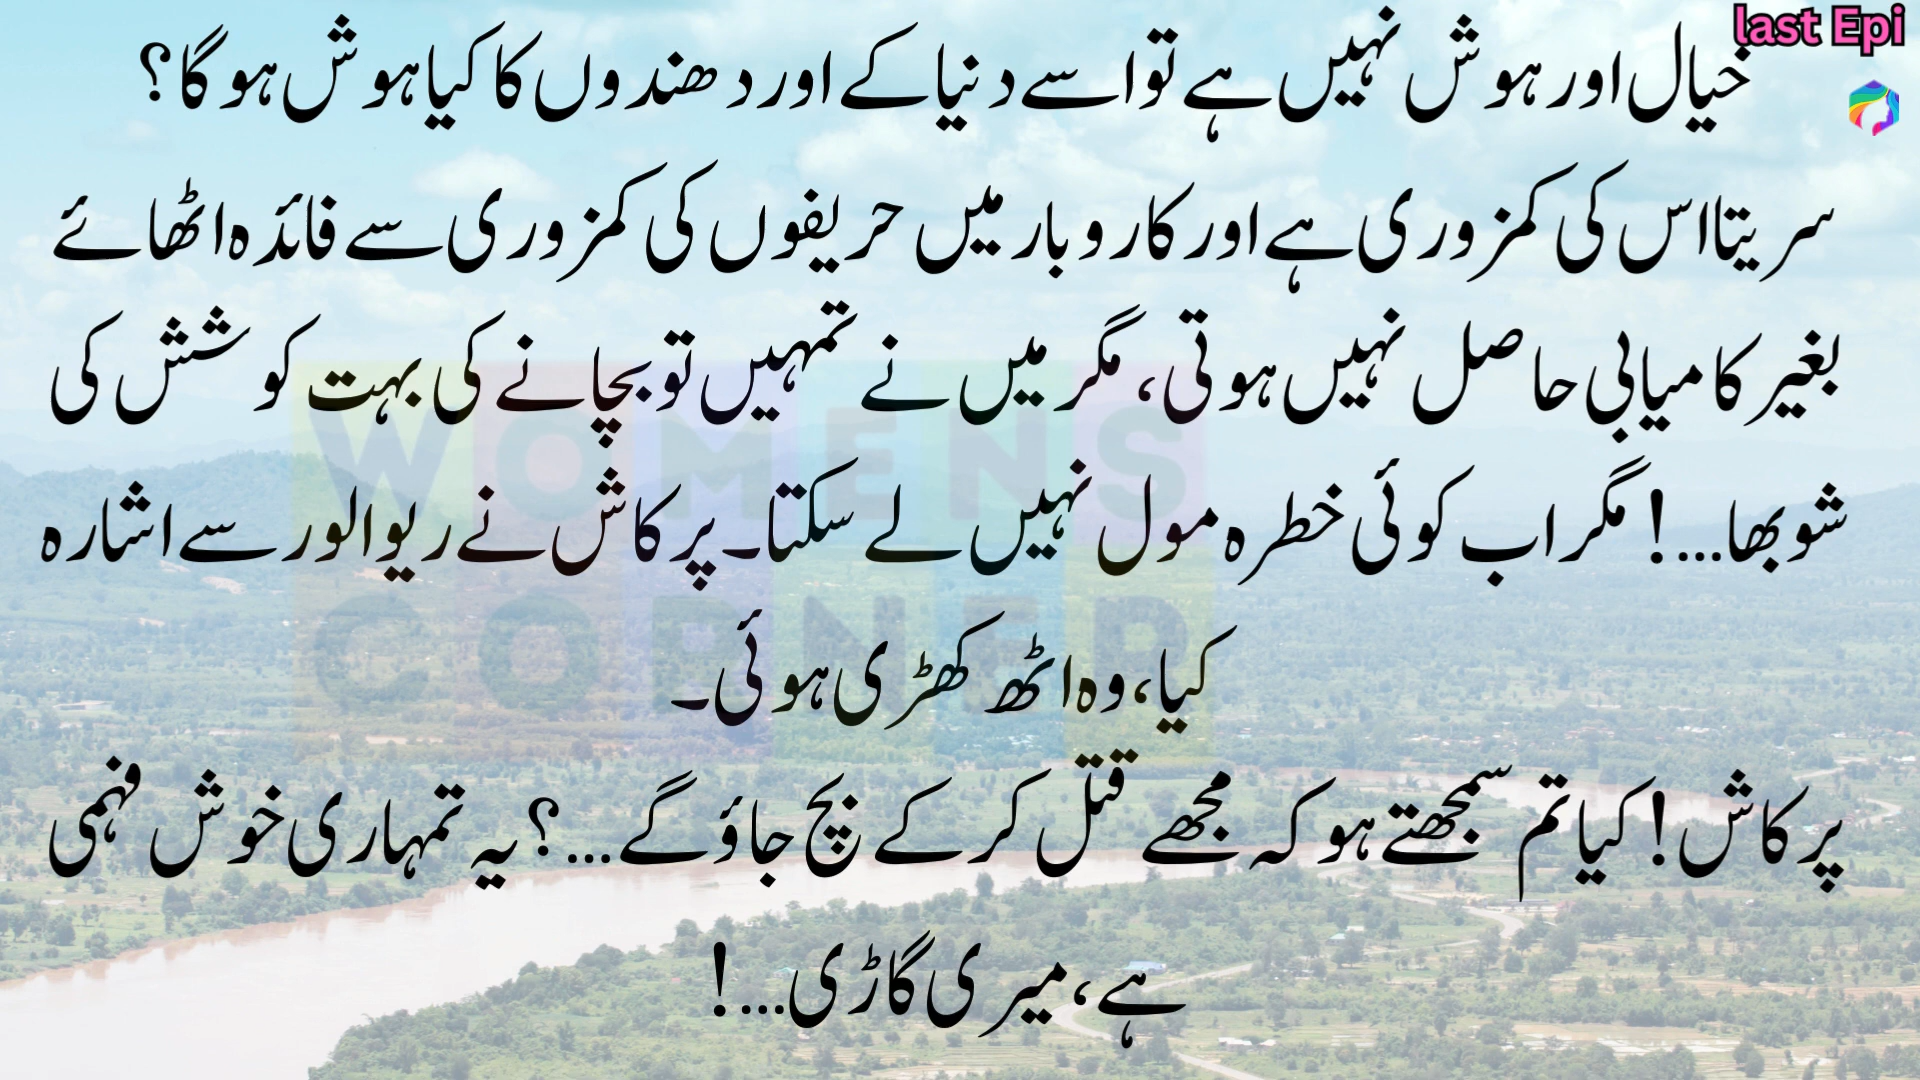 last Epi
خیال اور ہوش نہیں ہے تو اسے دنیا کے اور دھندوں کا کیا ہوش ہو گا؟
سریتا اس کی کمزوری ہے اور کاروبار میں حریفوں کی کمزوری سے فائدہ اٹھائے
بغیر کامیابی حاصل نہیں ہوتی، مگر میں نے تمہیں تو بچانے کی بہت کوشش کی
شوبھا...! مگر اب کوئی خطرہ مول نہیں لے سکتا۔ پرکاش نے ریوالور سے اشارہ
کیا، وہ اٹھ کھڑی ہوئی۔
پرکاش! کیا تم سمجھتے ہو کہ مجھے قتل کر کے بچ جاؤ گے...؟ یہ تمہاری خوش فہمی
ہے، میری گاڑی...!
WOMENS
CORNER